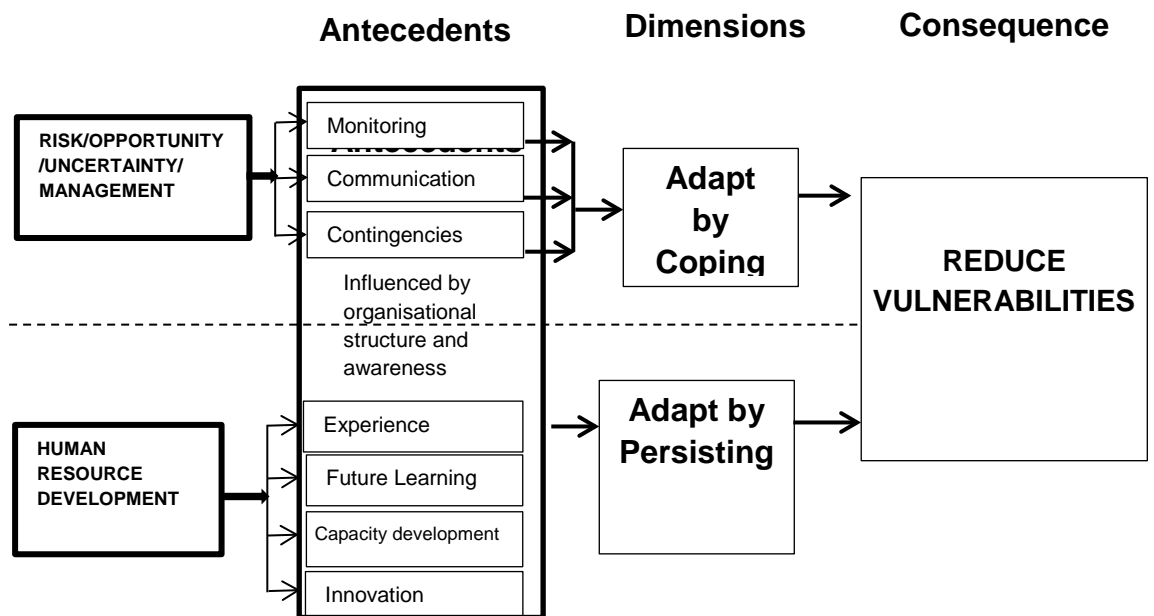 Antecedents
Dimensions
Consequence
RISK/OPPORTUNITY
/UNCERTAINTY/
MANAGEMENT
Monitoring
Antecedents
Communication
Contingencies
Influenced by
organisational
structure and
awareness
Adapt
by
Coping
REDUCE
VULNERABILITIES
HUMAN
RESOURCE
DEVELOPMENT
Experience
Future Learning
Capacity development
Innovation
Adapt by
Persisting